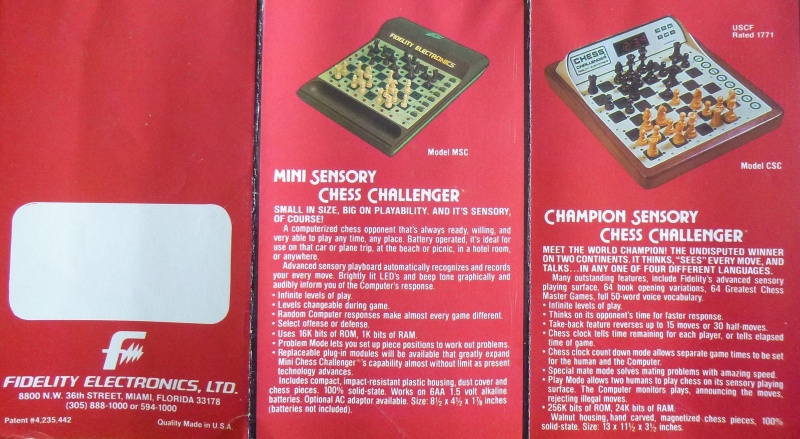 FIDELITY ELECTRONICS, LTD.
8800 N.W. 36th STREET, MIAMI, FLORIDA 33178
(305) 888-1000 or 594-1000
Patent #4,235,442
Quality Made in U.S.A.
FIDELITY ELECTRONICS
Model MSC
MINI SENSORY
CHESS CHALLENGER™
SMALL IN SIZE, BIG ON PLAYABILITY. AND IT'S SENSORY,
OF COURSE!
A computerized chess opponent that's always ready, willing, and
very able to play any time, any place. Battery operated, it's ideal for
use on that car or plane trip, at the beach or picnic, in a hotel room,
or anywhere.
Advanced sensory playboard automatically recognizes and records
your every move. Brightly lit LED's and beep tone graphically and
audibly inform you of the Computer's response.
• Infinite levels of play.
• Levels changeable during game.
• Random Computer responses make almost every game different.
• Select offense or defense.
• Uses 16K bits of ROM, 1K bits of RAM.
• Problem Mode lets you set up piece positions to work out problems.
• Replaceable plug-in modules will be available that greatly expand
Mini Chess Challenger™'s capability almost without limit as present
technology advances.
Includes compact, impact-resistant plastic housing, dust cover and
chess pieces. 100% solid-state. Works on 6AA 1.5 volt alkaline
batteries. Optional AC adaptor available. Size: 8½ x 4½ x 1⅞ inches
(batteries not included).
USCF
Rated 1771
CHESS
CHALLENGER
Model CSC
CHAMPION SENSORY
CHESS CHALLENGER™
MEET THE WORLD CHAMPION! THE UNDISPUTED WINNER
ON TWO CONTINENTS. IT THINKS, "SEES" EVERY MOVE, AND
TALKS...IN ANY ONE OF FOUR DIFFERENT LANGUAGES.
Many outstanding features, include Fidelity's advanced sensory
playing surface, 64 book opening variations, 64 Greatest Chess
Master Games, full 50-word voice vocabulary.
• Infinite levels of play.
• Thinks on its opponent's time for faster response.
• Take-back feature reverses up to 15 moves or 30 half-moves.
• Chess clock tells time remaining for each player, or tells elapsed
time of game.
• Chess clock count down mode allows separate game times to be set
for the human and the Computer.
• Special mate mode solves mating problems with amazing speed.
• Play Mode allows two humans to play chess on its sensory playing
surface. The Computer monitors plays, announcing the moves,
rejecting illegal moves.
• 256K bits of ROM, 24K bits of RAM.
Walnut housing, hand carved, magnetized chess pieces, 100%
solid-state. Size: 13 x 11½ x 3½ inches.